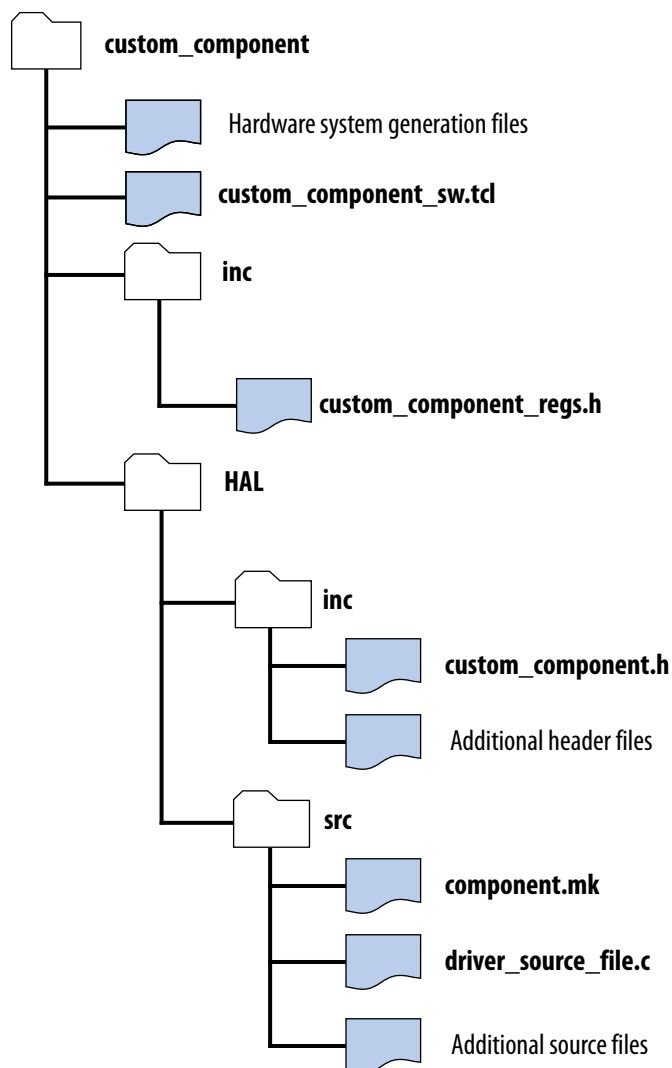 custom_component
Hardware system generation files
custom_component_sw.tcl
inc
custom_component_regs.h
HAL
inc
custom_component.h
Additional header files
src
component.mk
driver_source_file.c
Additional source files